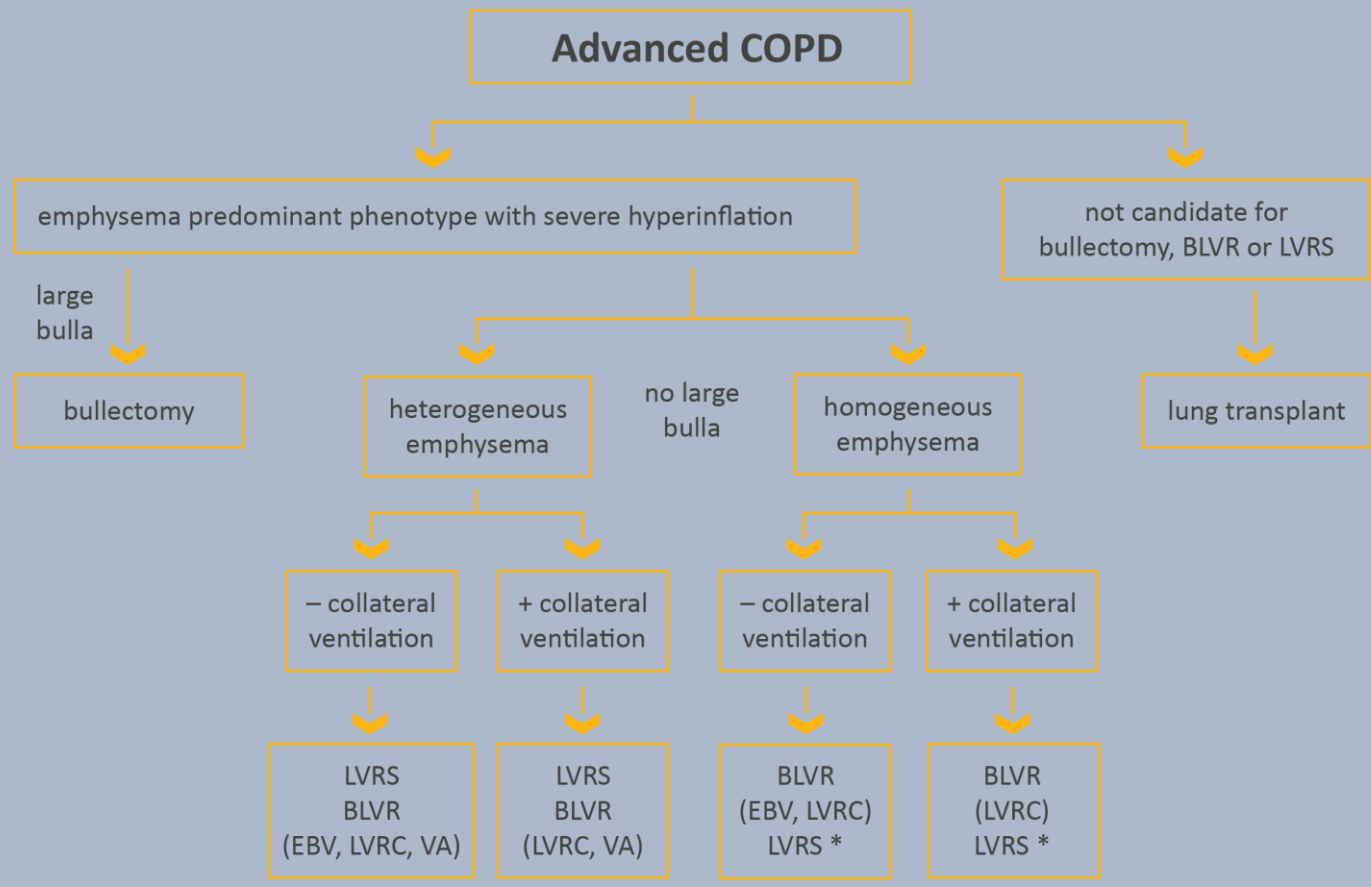 Advanced COPD
emphysema predominant phenotype with severe hyperinflation
not candidate for
bullectomy, BLVR or LVRS
large
bulla
bullectomy
heterogeneous
emphysema
no large
bulla
homogeneous
emphysema
lung transplant
– collateral
ventilation
+ collateral
ventilation
– collateral
ventilation
+ collateral
ventilation
LVRS
BLVR
(EBV, LVRC, VA)
LVRS
BLVR
(LVRC, VA)
BLVR
(EBV, LVRC)
LVRS *
BLVR
(LVRC)
LVRS *